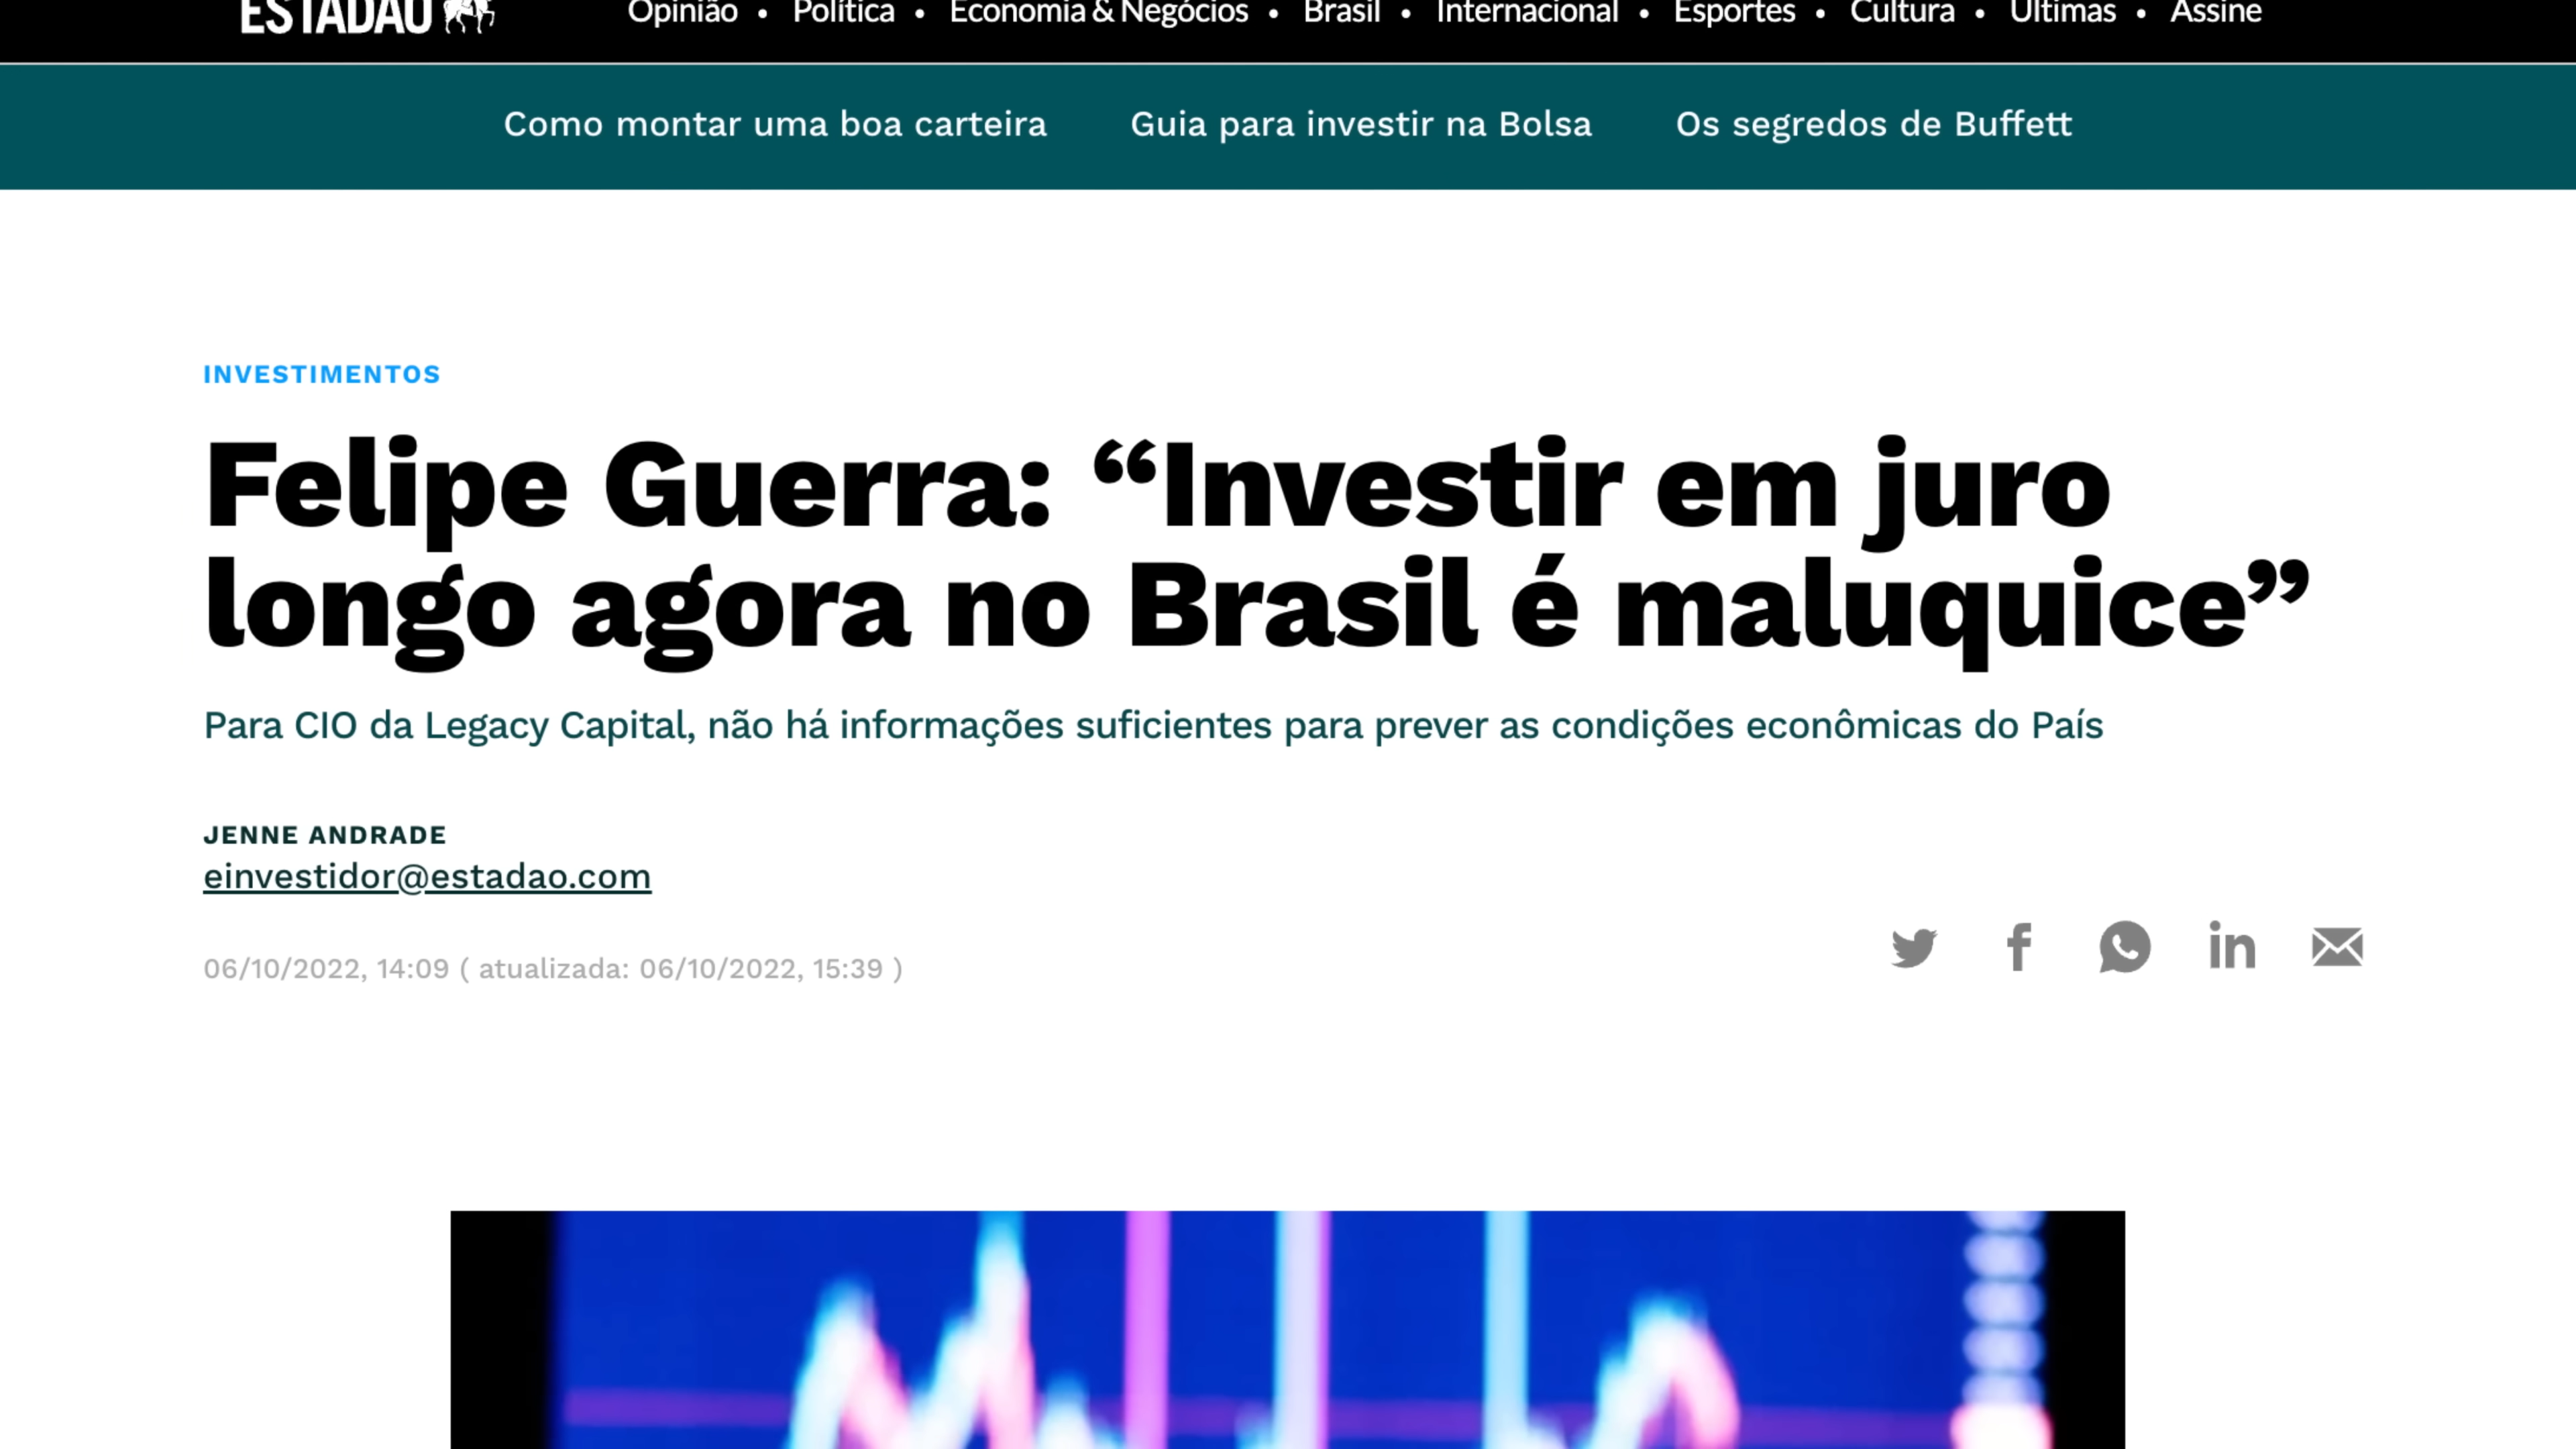 ESTADÃO
Opinião • Política • Economia & Negócios • Brasil • Internacional • Esportes • Cultura • Últimas • Assine
Como montar uma boa carteira Guia para investir na Bolsa Os segredos de Buffett
INVESTIMENTOS
Felipe Guerra: “Investir em juro
longo agora no Brasil é maluquice”
Para CIO da Legacy Capital, não há informações suficientes para prever as condições econômicas do País
JENNE ANDRADE
einvestidor@estadao.com
06/10/2022, 14:09 ( atualizada: 06/10/2022, 15:39 )